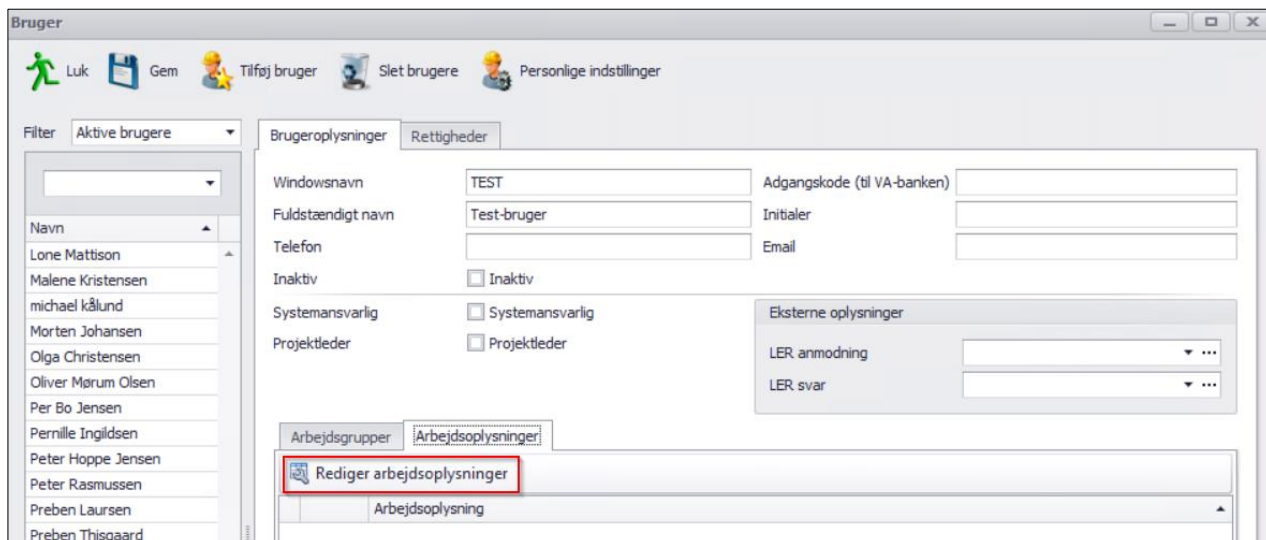 Bruger
Luk Gem Tilføj bruger Slet brugere Personlige indstillinger
Filter Aktive brugere
Navn
Lone Mattison
Malene Kristensen
michael kålund
Morten Johansen
Olga Christensen
Oliver Mørum Olsen
Per Bo Jensen
Pernille Ingildsen
Peter Hoppe Jensen
Peter Rasmussen
Preben Laursen
Preben Thisgaard
Brugeroplysninger Rettigheder
Windowsnavn TEST Adgangskode (til VA-banken)
Fuldstændigt navn Test-bruger Initialer
Telefon Email
Inaktiv Inaktiv
Systemansvarlig Systemansvarlig
Projektleder Projektleder
Eksterne oplysninger
LER anmodning
LER svar
Arbejdsgrupper Arbejdsoplysninger
Rediger arbejdsoplysninger
Arbejdsoplysning